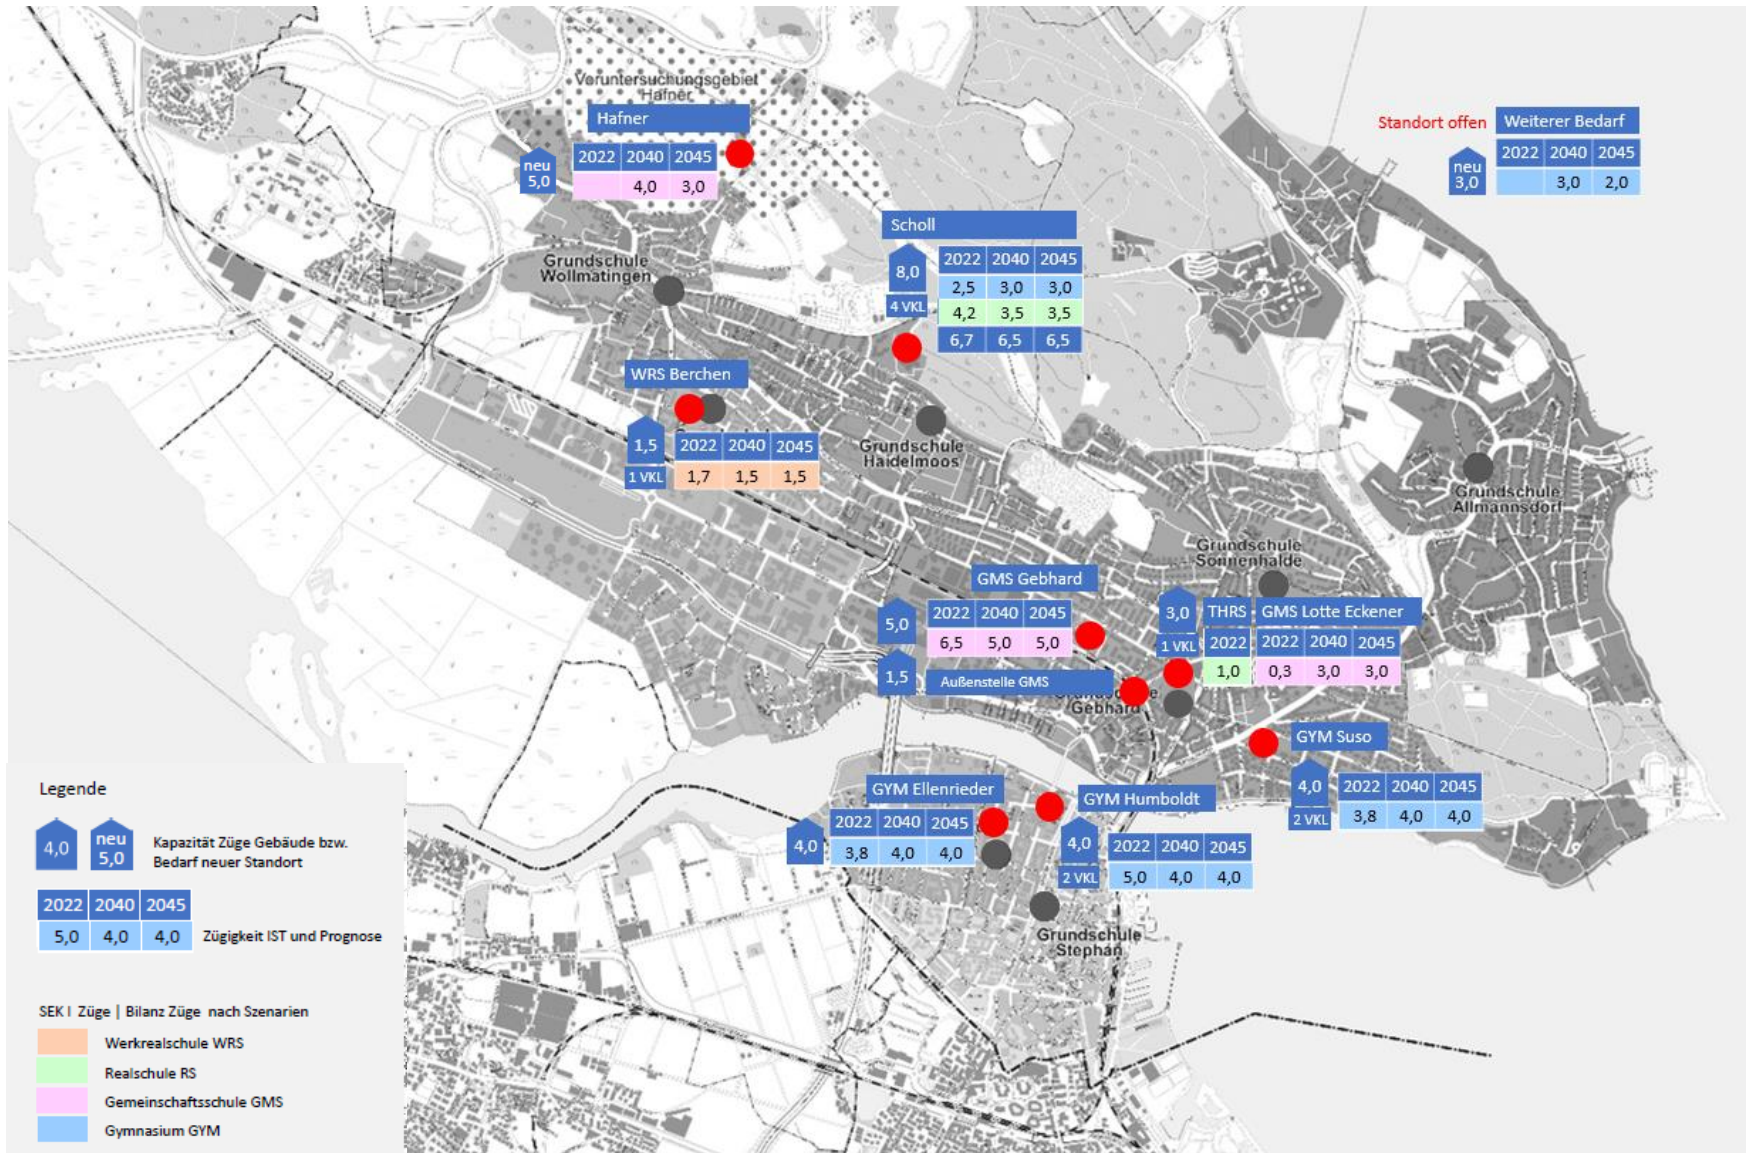 Voruntersuchungsgebiet
Hafner
Hafner
neu
5,0
2022 2040 2045
4,0 3,0
Standort offen
Weiterer Bedarf
neu
3,0
2022 2040 2045
3,0 2,0
Scholl
8,0
4 VKL
2022 2040 2045
2,5 3,0 3,0
4,2 3,5 3,5
6,7 6,5 6,5
Grundschule
Wollmatingen
WRS Berchen
1,5
1 VKL
2022 2040 2045
1,7 1,5 1,5
Grundschule
Haidelmoos
Grundschule
Allmannsdorf
Grundschule
Sonnenhalde
GMS Gebhard
5,0
2022 2040 2045
6,5 5,0 5,0
1,5
Außenstelle GMS
3,0
1 VKL
THRS
GMS Lotte Eckener
2022 2022 2040 2045
1,0 0,3 3,0 3,0
Gebhard
GYM Suso
4,0
2 VKL
2022 2040 2045
3,8 4,0 4,0
GYM Ellenrieder
4,0
2022 2040 2045
3,8 4,0 4,0
GYM Humboldt
4,0
2 VKL
2022 2040 2045
5,0 4,0 4,0
Grundschule
Stephan
Legende
4,0
neu
5,0
Kapazität Züge Gebäude bzw.
Bedarf neuer Standort
2022 2040 2045
5,0 4,0 4,0
Zügigkeit IST und Prognose
SEK I Züge | Bilanz Züge nach Szenarien
Werkrealschule WRS
Realschule RS
Gemeinschaftsschule GMS
Gymnasium GYM